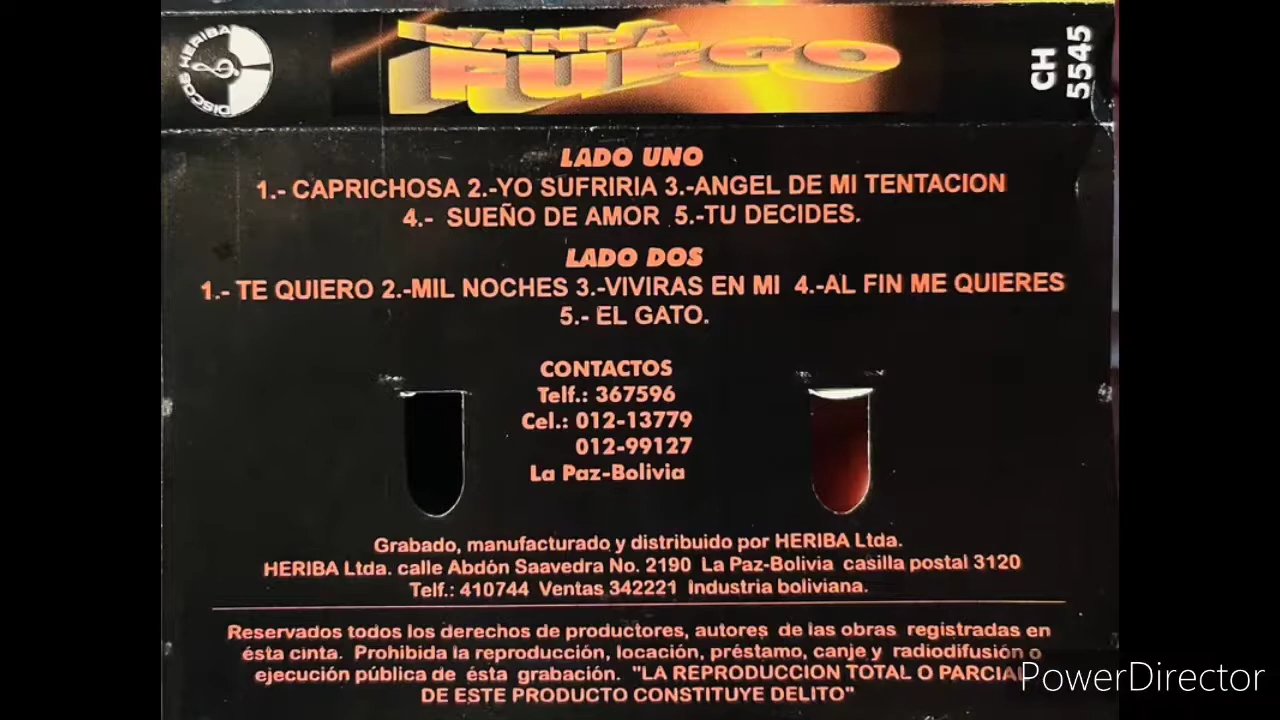 DISCOS HERIBA
BANDA
FUEGO
CH
5545
LADO UNO
1.- CAPRICHOSA 2.-YO SUFRIRIA 3.-ANGEL DE MI TENTACION
4.- SUEÑO DE AMOR 5.-TU DECIDES.
LADO DOS
1.- TE QUIERO 2.-MIL NOCHES 3.-VIVIRAS EN MI 4.-AL FIN ME QUIERES
5.- EL GATO.
CONTACTOS
Telf.: 367596
Cel.: 012-13779
012-99127
La Paz-Bolivia
Grabado, manufacturado y distribuido por HERIBA Ltda.
HERIBA Ltda. calle Abdón Saavedra No. 2190 La Paz-Bolivia casilla postal 3120
Telf.: 410744 Ventas 342221 Industria boliviana.
Reservados todos los derechos de productores, autores de las obras registradas en
ésta cinta. Prohibida la reproducción, locación, préstamo, canje y radiodifusión o
ejecución pública de ésta grabación. "LA REPRODUCCION TOTAL O PARCIAL
DE ESTE PRODUCTO CONSTITUYE DELITO"
PowerDirector